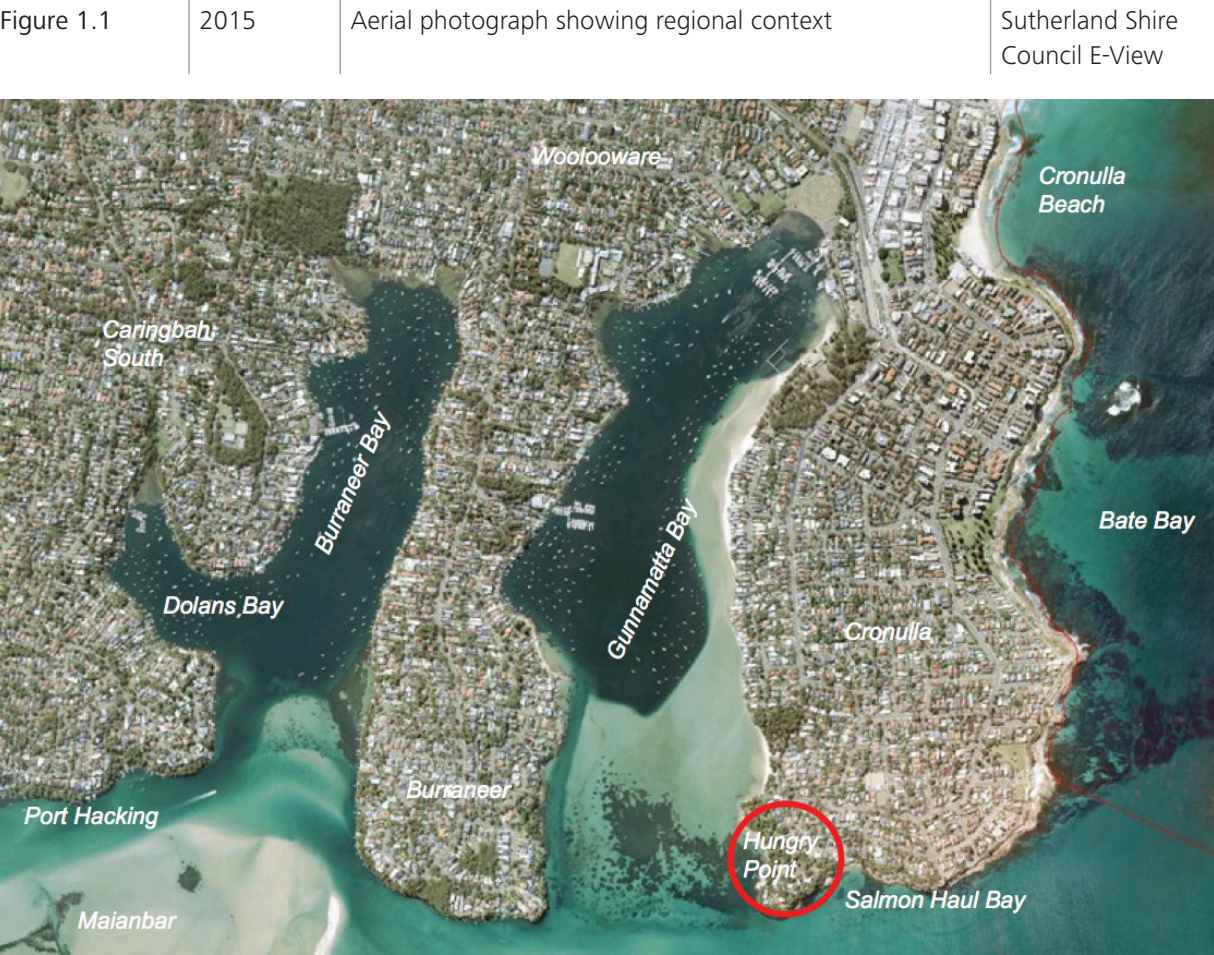 Figure 1.1
2015
Aerial photograph showing regional context
Sutherland Shire
Council E-View
Woolooware
Cronulla
Beach
Caringbah
South
Burraneer Bay
Bate Bay
Gunnamatta Bay
Dolans Bay
Cronulla
Burraneer
Port Hacking
Hungry
Point
Salmon Haul Bay
Maianbar